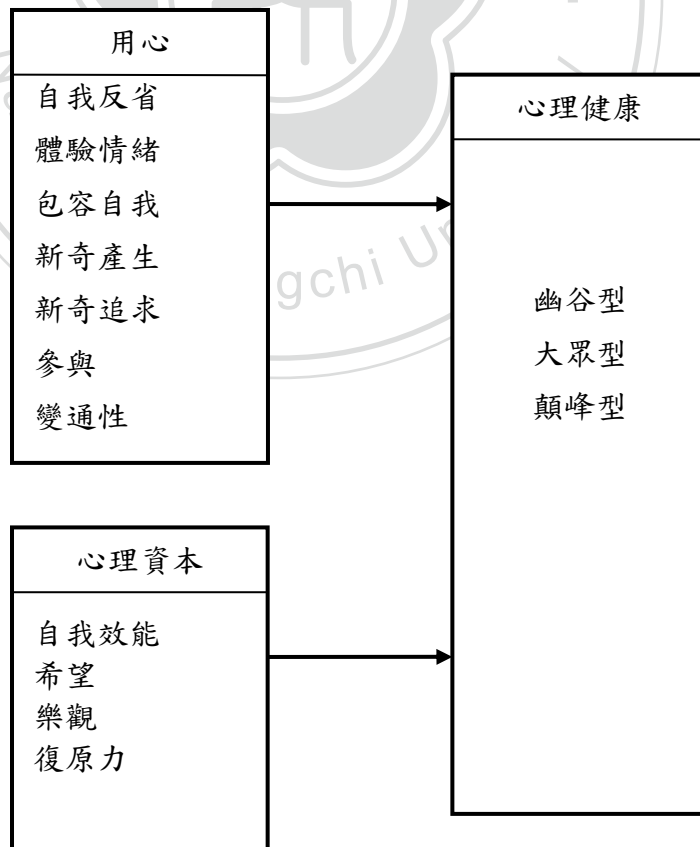 用心
自我反省
體驗情緒
包容自我
新奇產生
新奇追求
參與
變通性
心理健康
幽谷型
大眾型
顛峰型
心理資本
自我效能
希望
樂觀
復原力
gchi Un